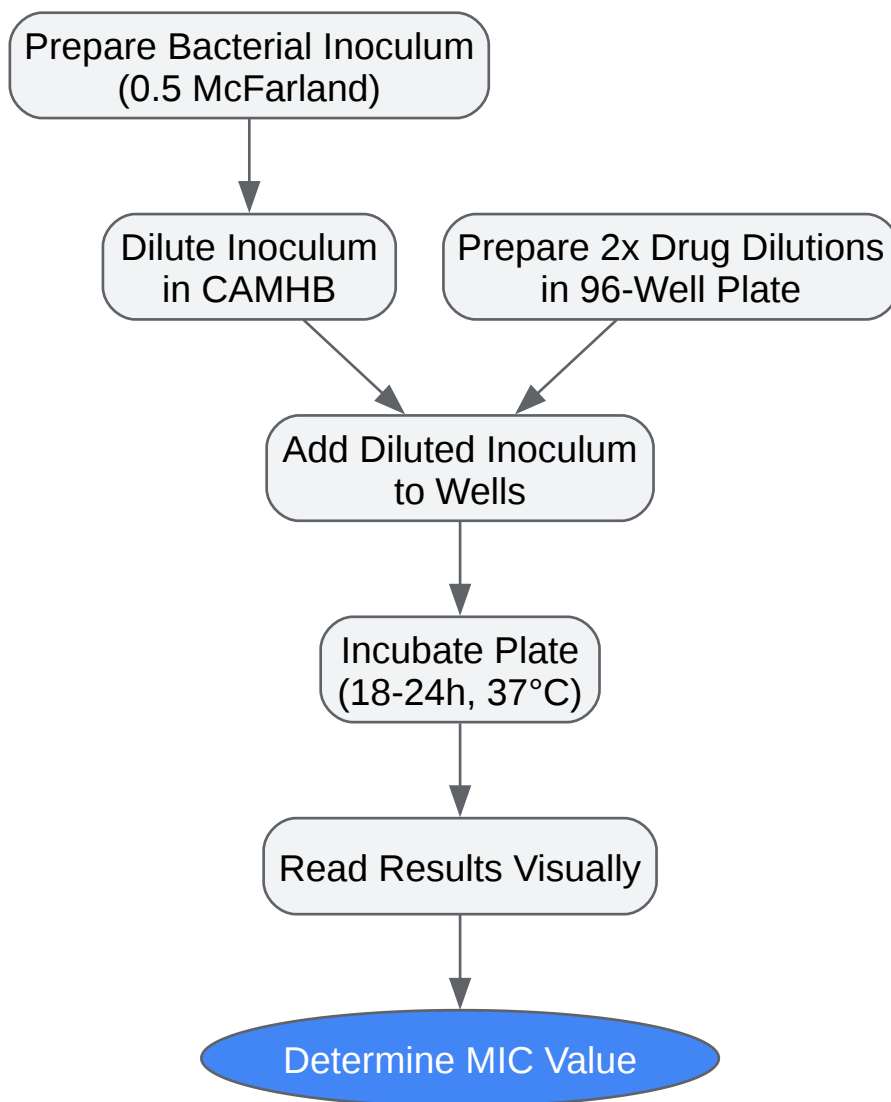 Prepare Bacterial Inoculum
(0.5 McFarland)
Dilute Inoculum
in CAMHB
Prepare 2x Drug Dilutions
in 96-Well Plate
Add Diluted Inoculum
to Wells
Incubate Plate
(18-24h, 37°C)
Read Results Visually
Determine MIC Value